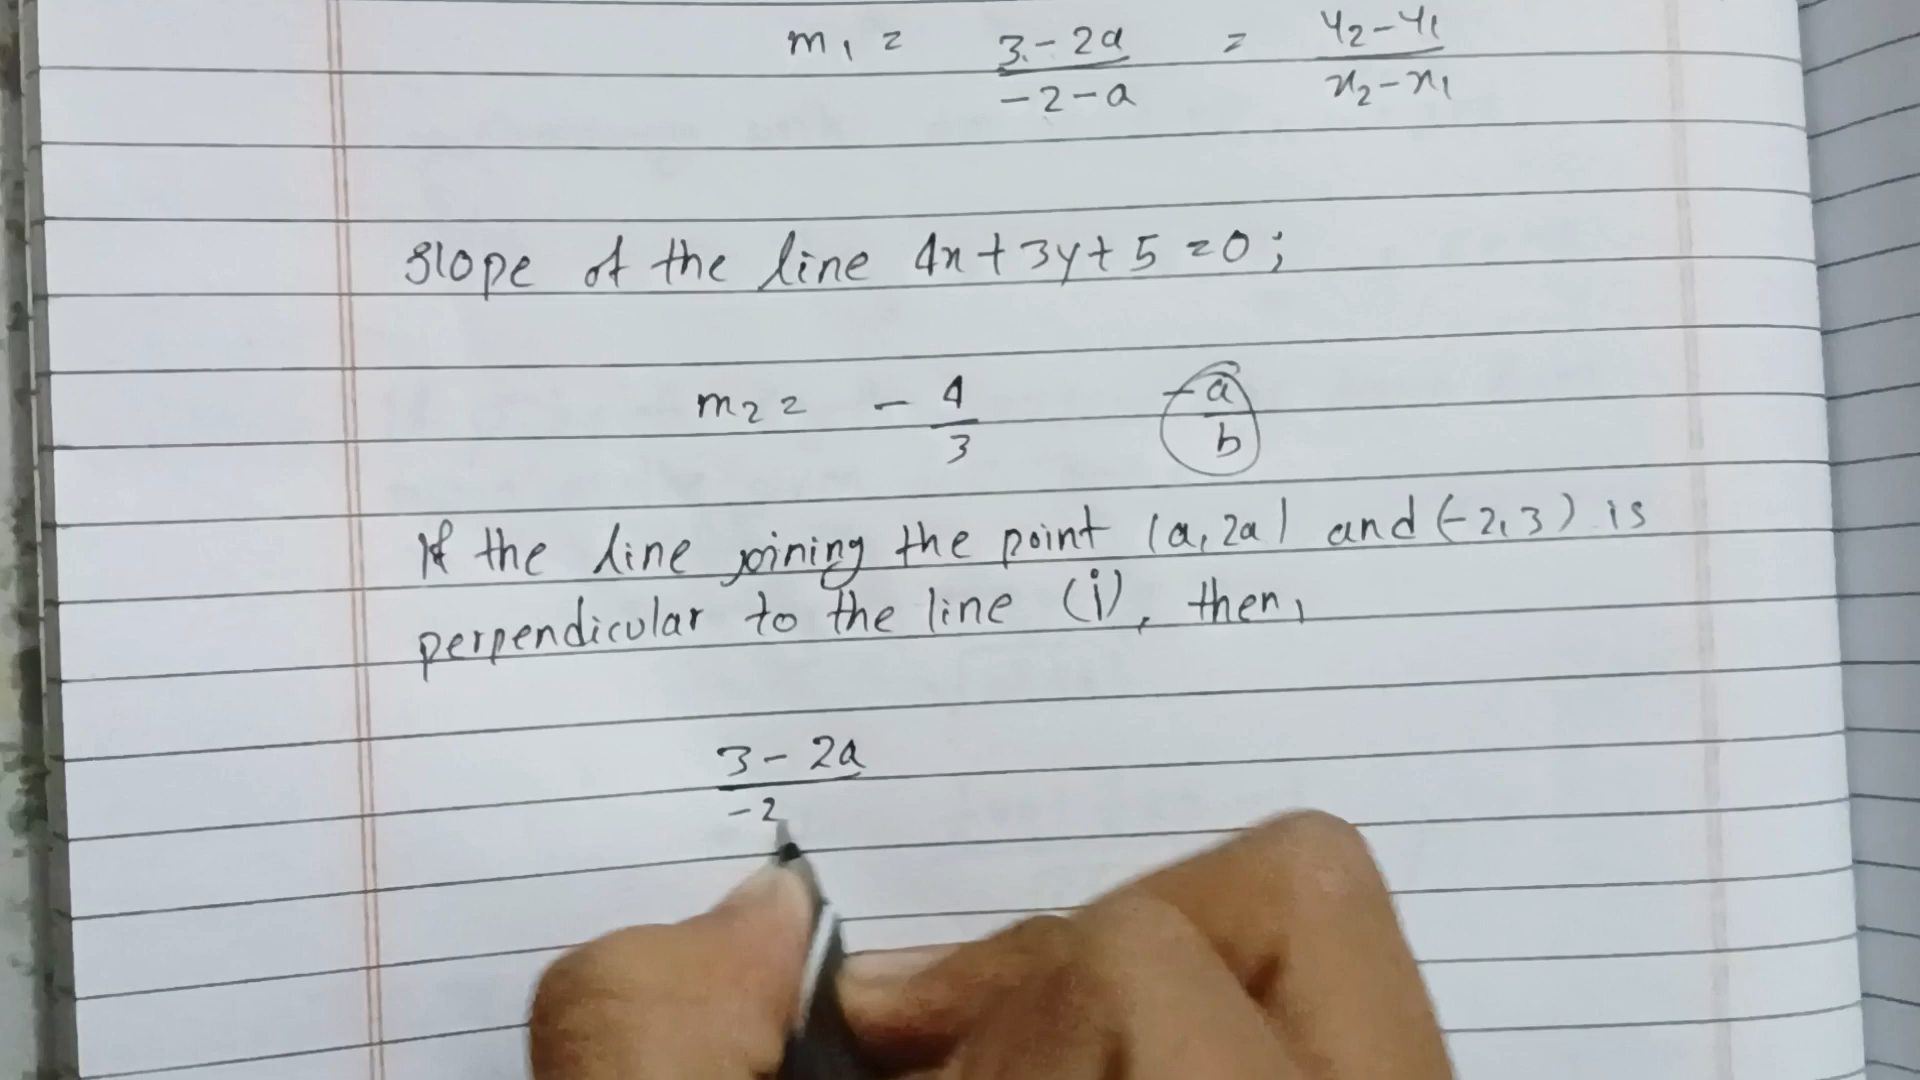 m1 = 3-2a / -2-a = y2-y1 / x2-x1
Slope of the line 4x+3y+5=0;
m2 = - 4/3 -a/b
If the line joining the point (a, 2a) and (-2,3) is
perpendicular to the line (i), then,
3-2a / -2